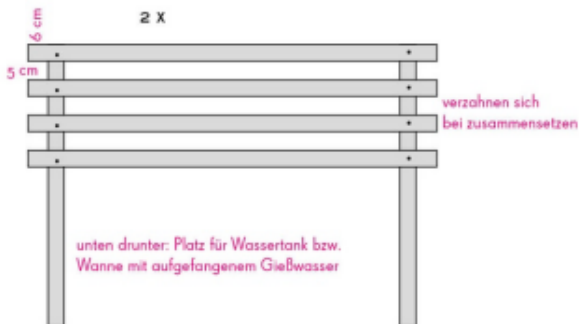 6 cm
2 X
5 cm
verzahnen sich
bei zusammensetzen
unten drunter: Platz für Wassertank bzw.
Wanne mit aufgefangenem Gießwasser